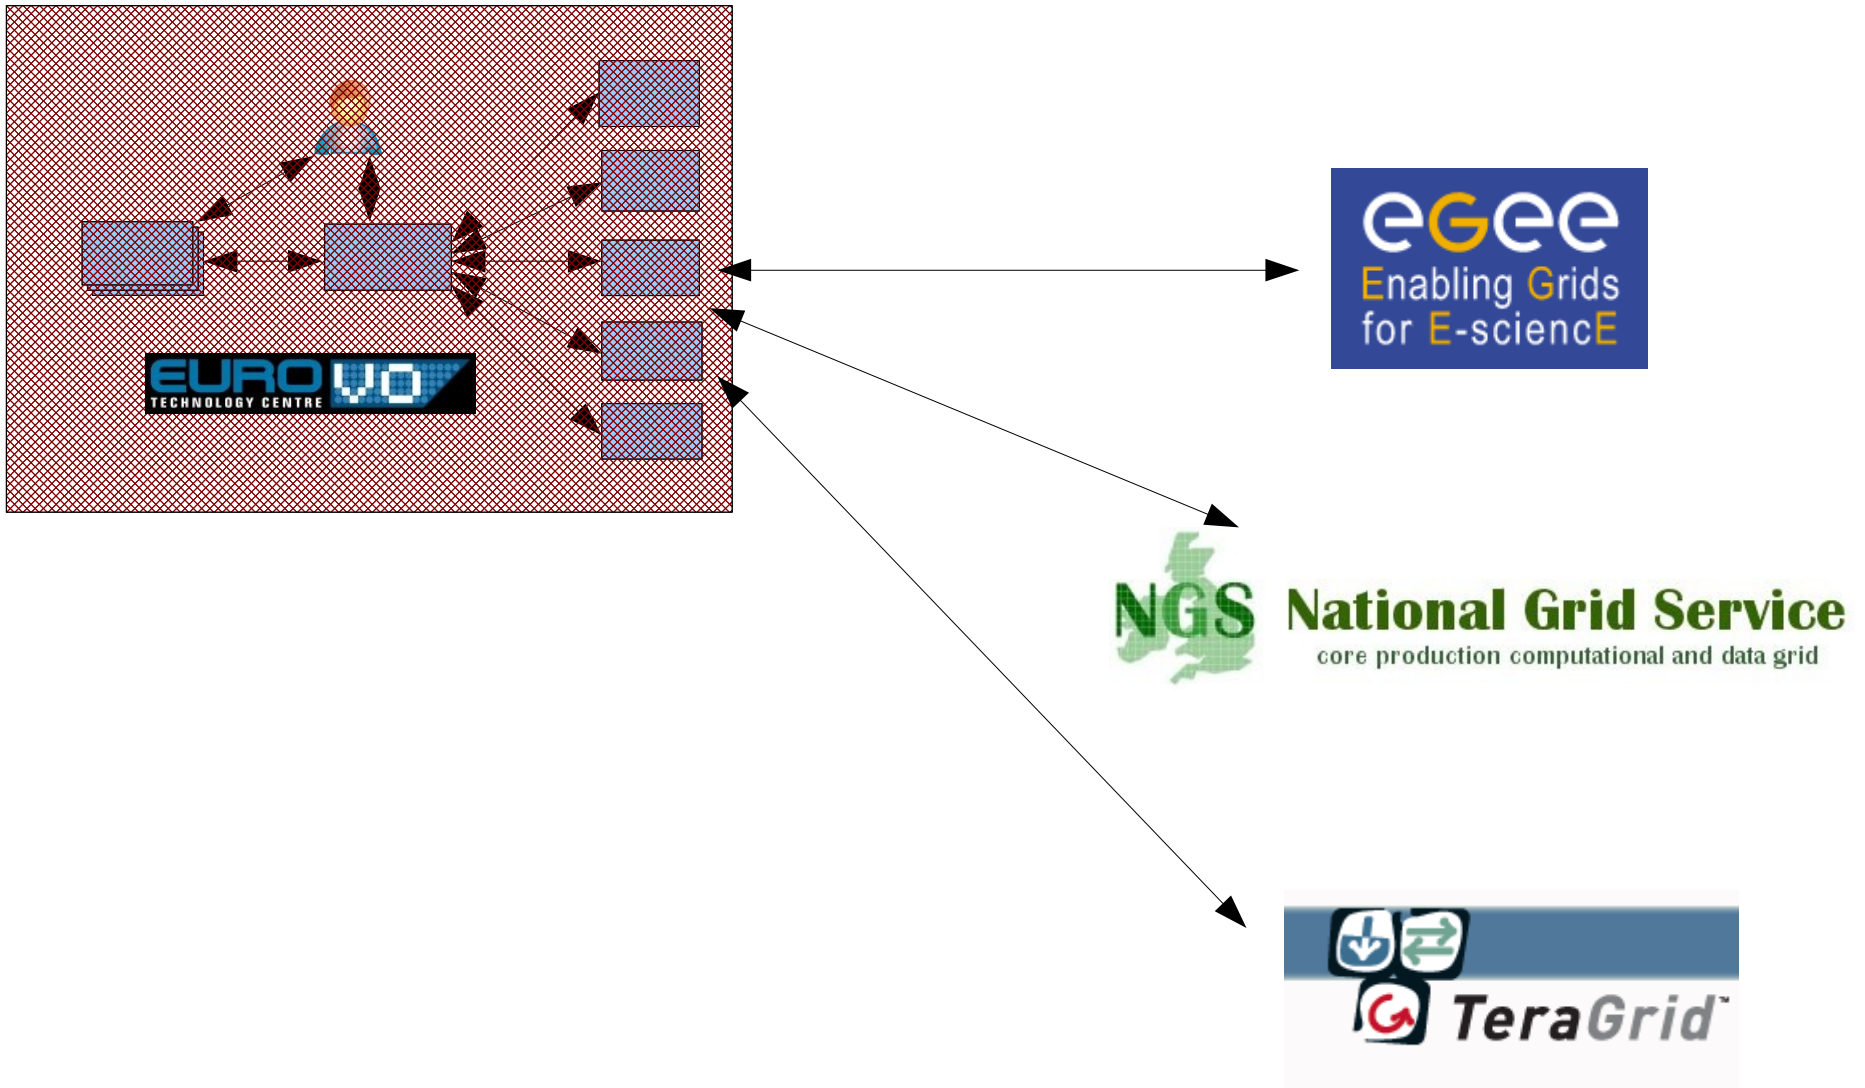 EURO VO
TECHNOLOGY CENTRE
eGee
Enabling Grids
for E-sciencE
NGS National Grid Service
core production computational and data grid
TeraGrid™